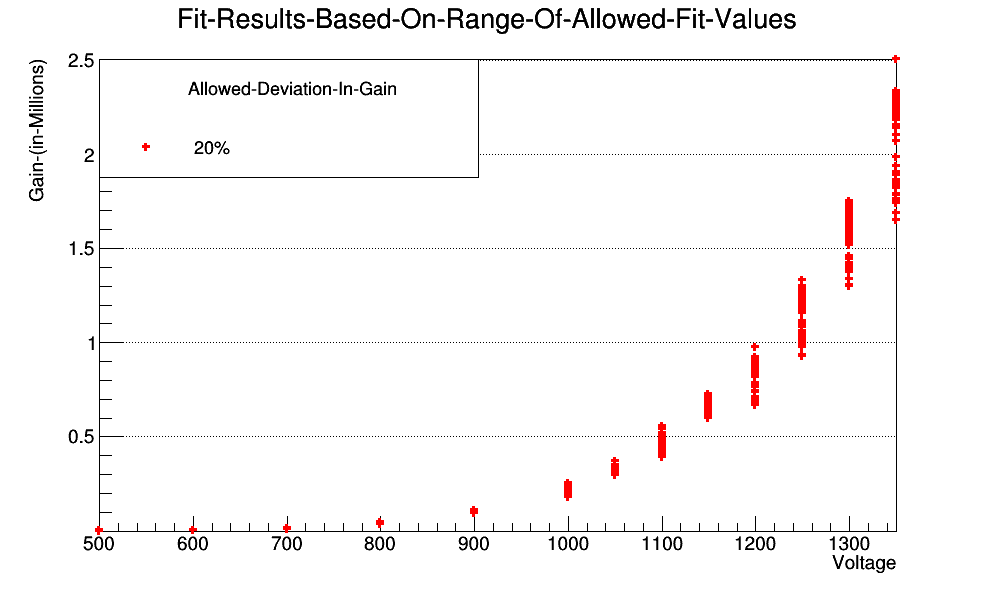 Fit-Results-Based-On-Range-Of-Allowed-Fit-Values
Gain-(in-Millions)
2.5
2
1.5
1
0.5
Allowed-Deviation-In-Gain
20%
500 600 700 800 900 1000 1100 1200 1300
Voltage